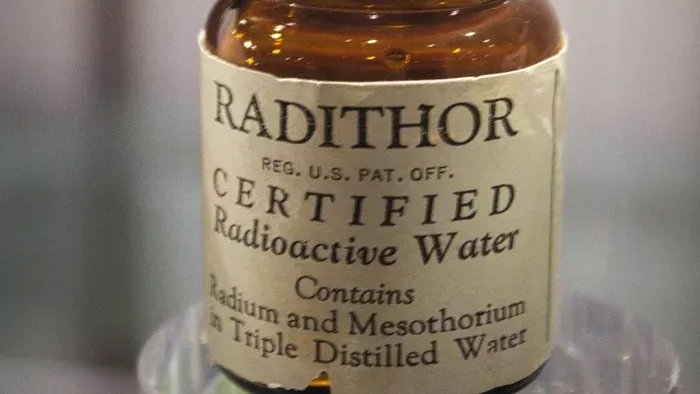 RADITHOR
REG. U.S. PAT. OFF.
CERTIFIED
Radioactive Water
Contains
Radium and Mesothorium
in Triple Distilled Water